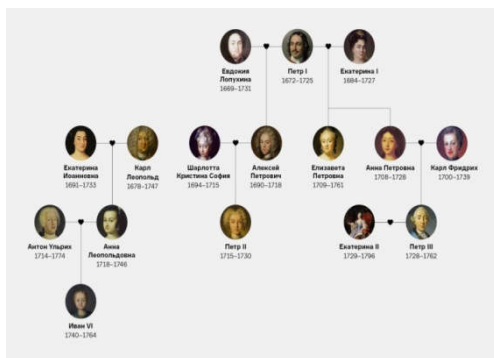 Евдокия
Лопухина
1669–1731
Петр I
1672–1725
Екатерина I
1684–1727
Екатерина
Иоанновна
1691–1733
Карл
Леопольд
1678–1747
Шарлотта
Кристина София
1694–1715
Алексей
Петрович
1690–1718
Елизавета
Петровна
1709–1761
Анна Петровна
1708–1728
Карл Фридрих
1700–1739
Антон Ульрих
1714–1774
Анна
Леопольдовна
1718–1746
Петр II
1715–1730
Екатерина II
1729–1796
Петр III
1728–1762
Иван VI
1740–1764